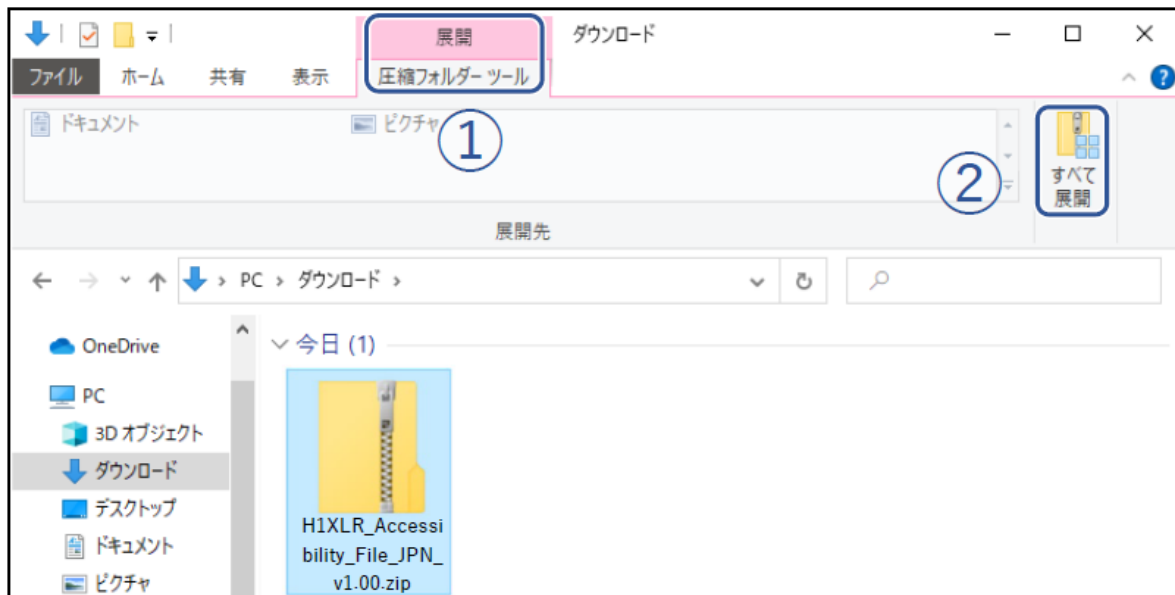 展開
ダウンロード
ファイル ホーム 共有 表示 圧縮フォルダー ツール
?
ドキュメント ピクチャ
①
②
すべて
展開
展開先
PC › ダウンロード ›
OneDrive
PC
3D オブジェクト
ダウンロード
デスクトップ
ドキュメント
ピクチャ
今日 (1)
H1XLR_Accessi
bility_File_JPN_
v1.00.zip